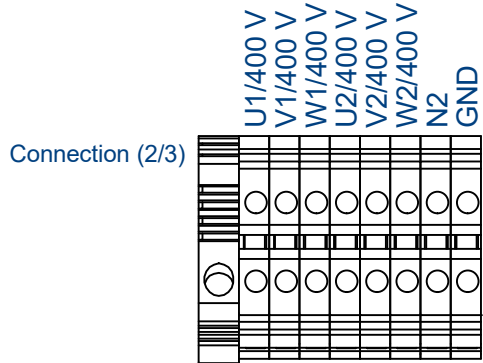 U1/400 V
V1/400 V
W1/400 V
U2/400 V
V2/400 V
W2/400 V
N2
GND
Connection (2/3)